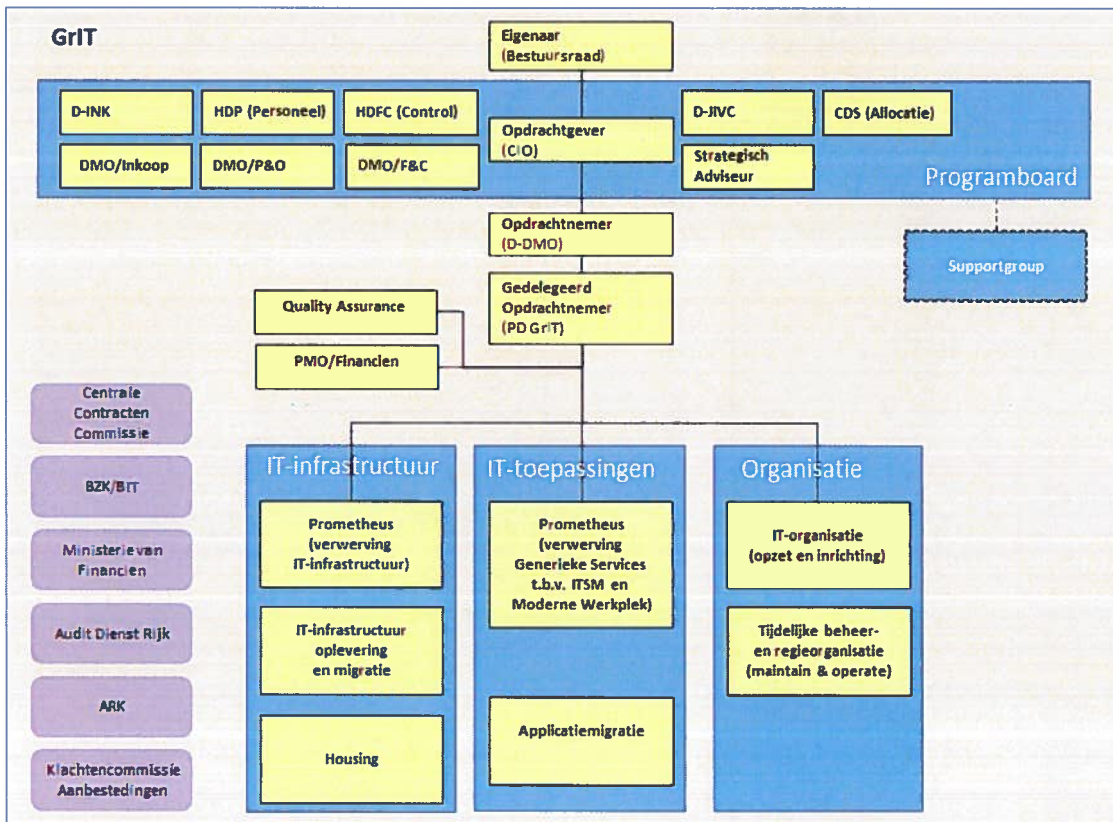 GrIT
Eigenaar
(Bestuursraad)
D-INK
HDP (Personeel)
HDFC (Control)
Opdrachtgever
(CIO)
D-JIVC
CDS (Allocatie)
DMO/Inkoop
DMO/P&O
DMO/F&C
Strategisch
Adviseur
Programboard
Opdrachtnemer
(D-DMO)
Supportgroup
Gedelegeerd
Opdrachtnemer
(PD GrIT)
Quality Assurance
PMO/Financien
Centrale
Contracten
Commissie
BZK/BIT
Ministerie van
Financien
Audit Dienst Rijk
ARK
Klachtencommissie
Aanbestedingen
IT-infrastructuur
Prometheus
(verwerving
IT-infrastructuur)
IT-infrastructuur
oplevering
en migratie
Housing
IT-toepassingen
Prometheus
(verwerving
Generieke Services
t.b.v. ITSM en
Moderne Werkplek)
Applicatiemigratie
Organisatie
IT-organisatie
(opzet en inrichting)
Tijdelijke beheer-
en regieorganisatie
(maintain & operate)